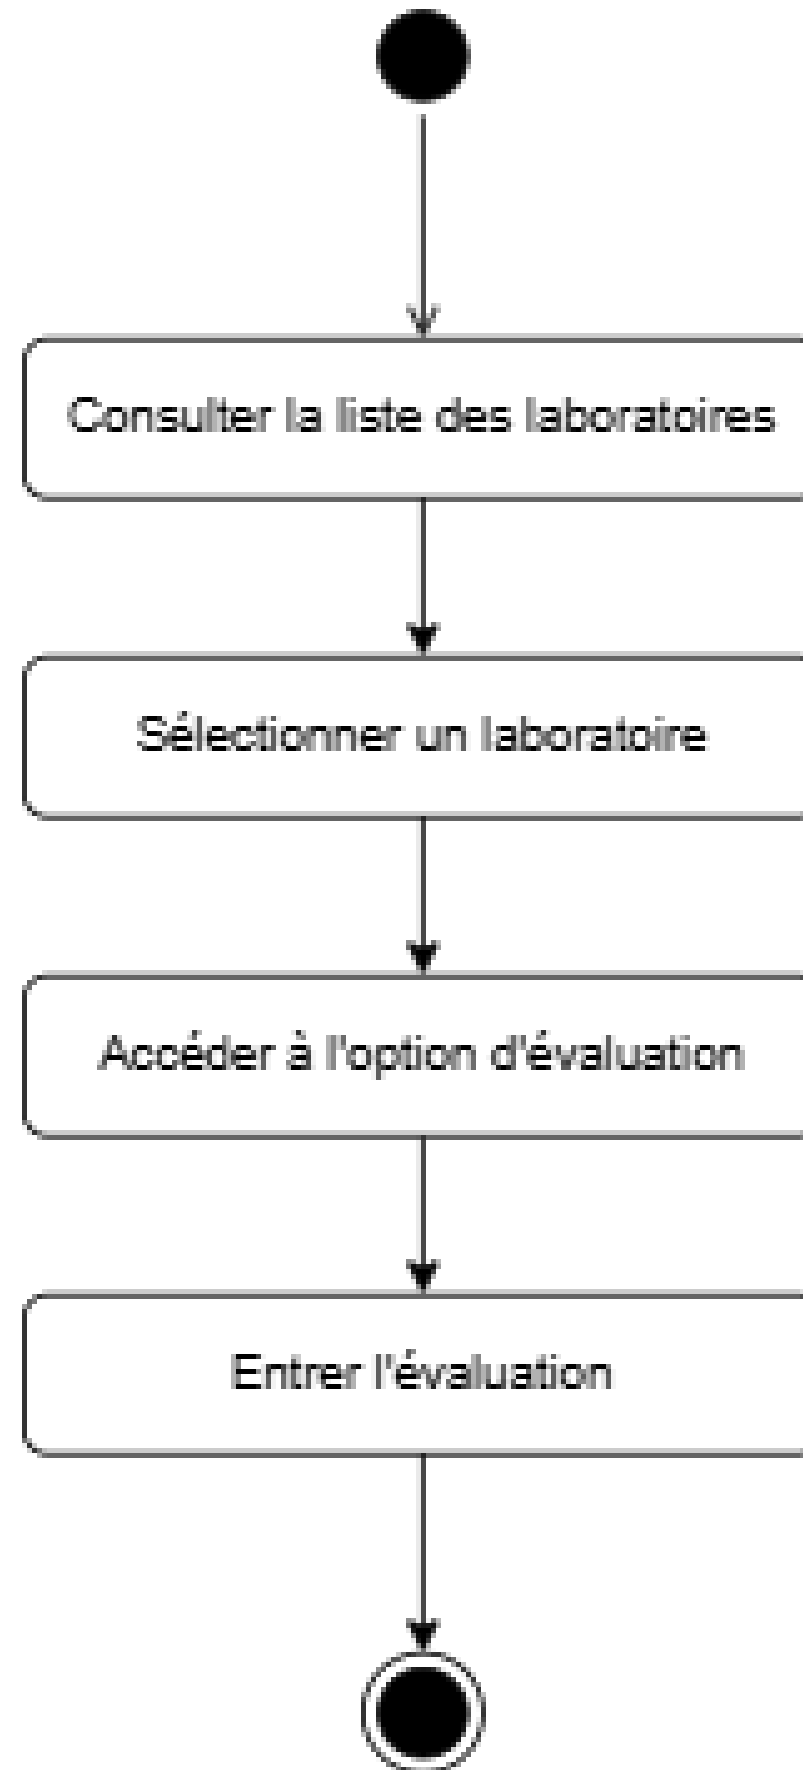 Consulter la liste des laboratoires
Sélectionner un laboratoire
Accéder à l'option d'évaluation
Entrer l'évaluation